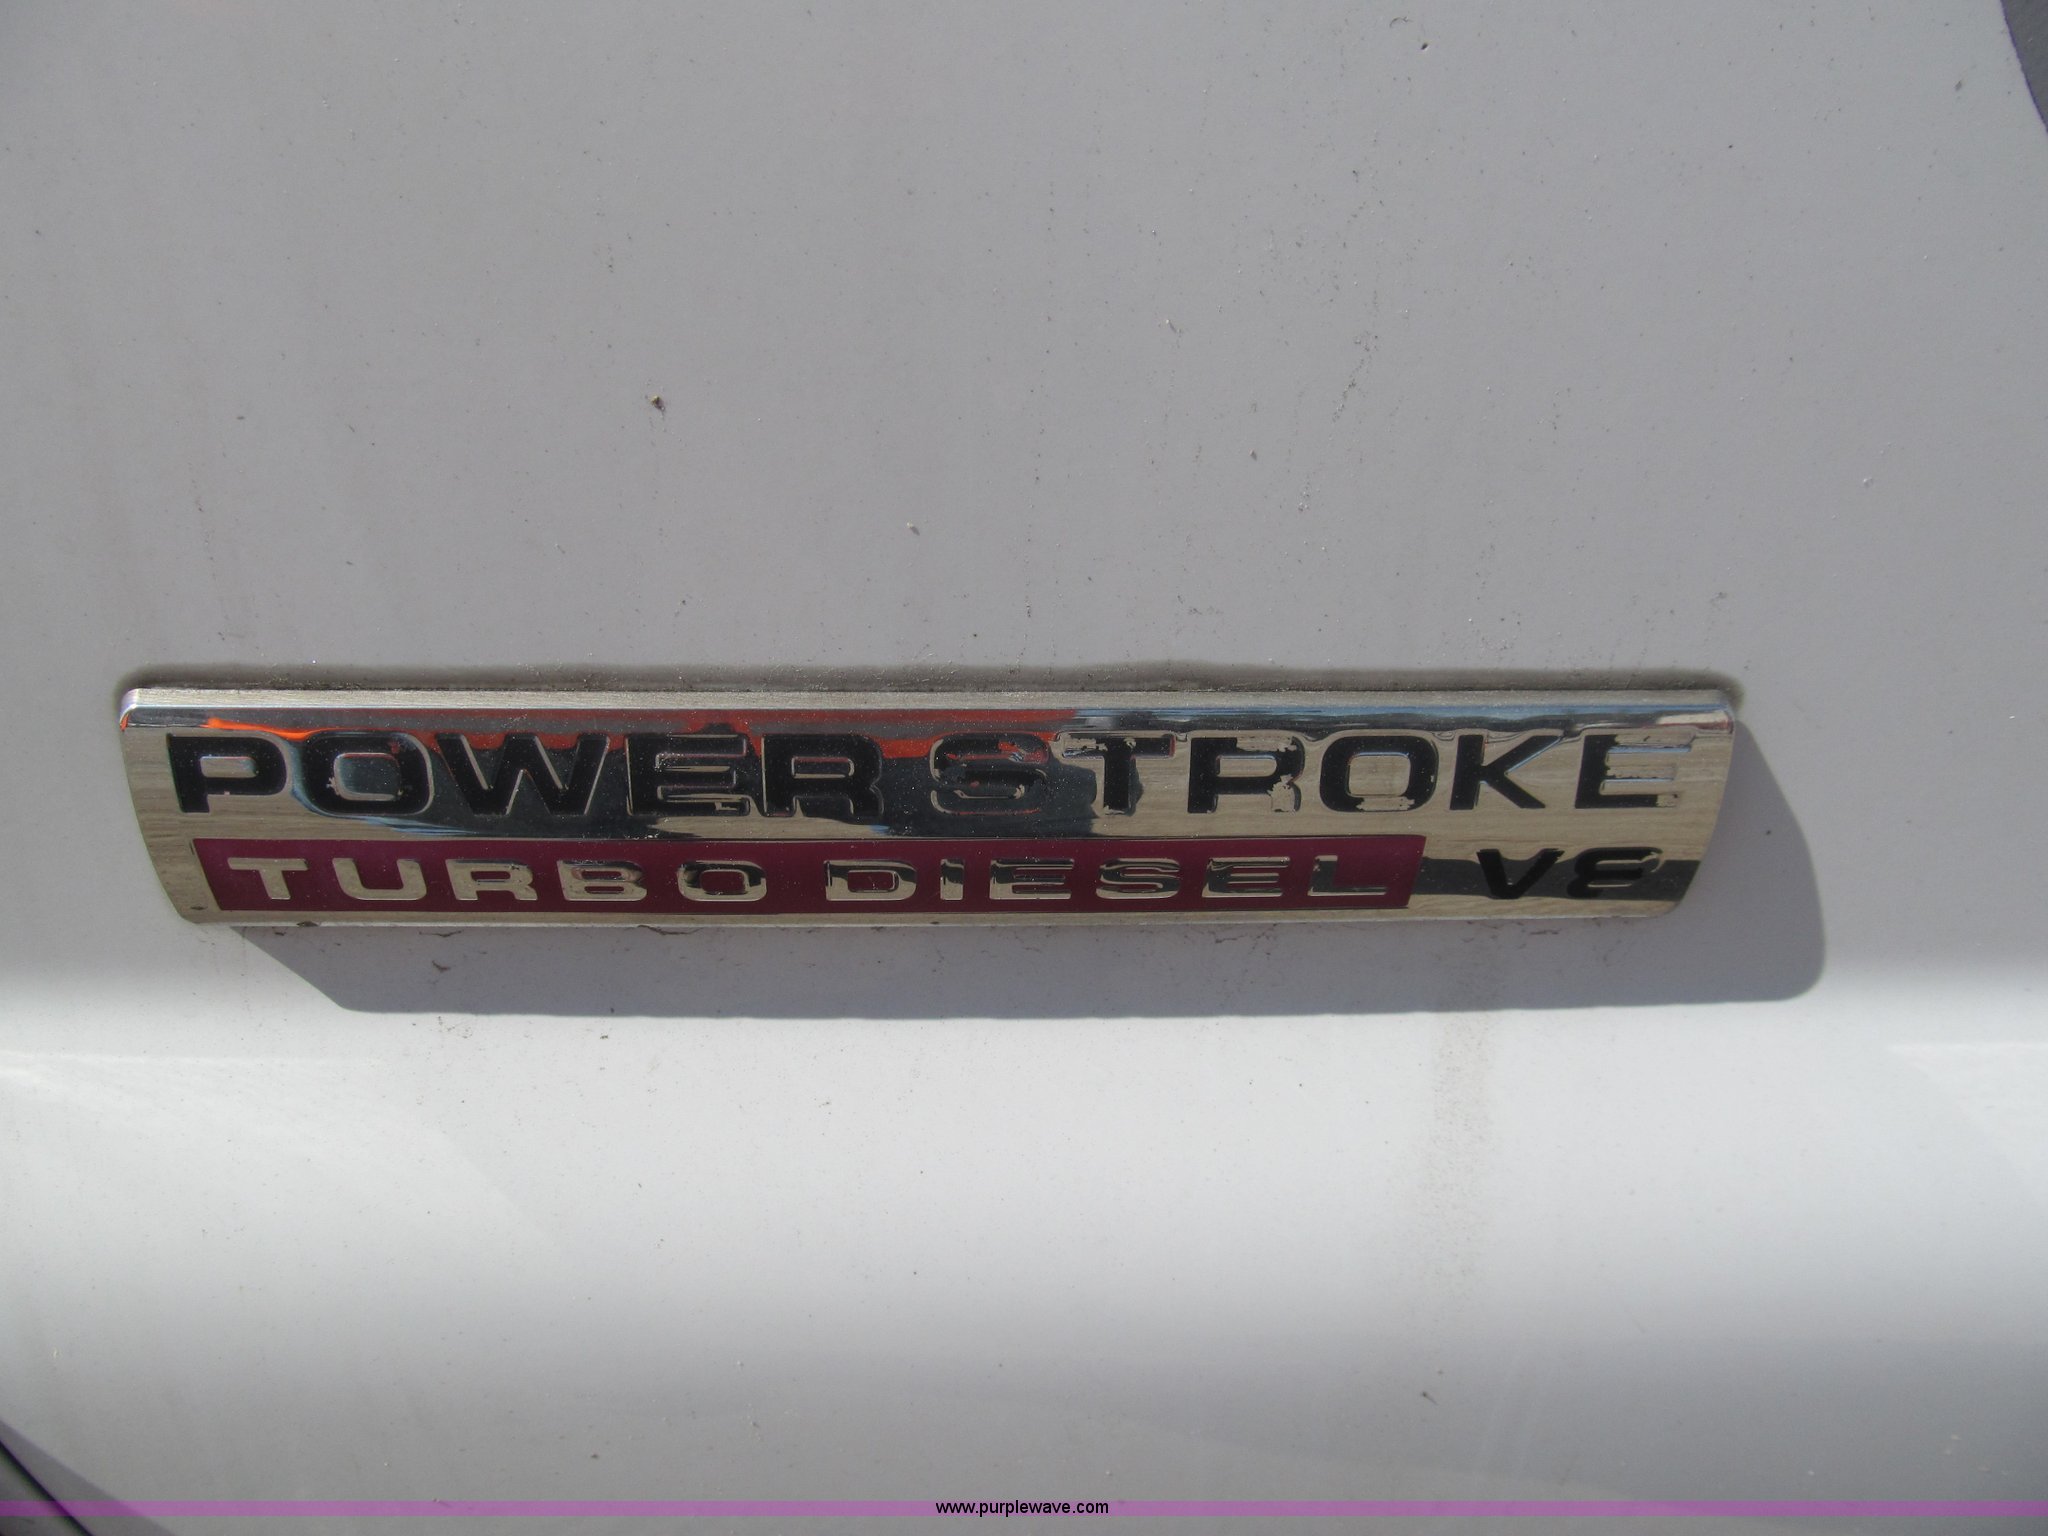 POWER STROKE
TURBO DIESEL V8
www.purplewave.com